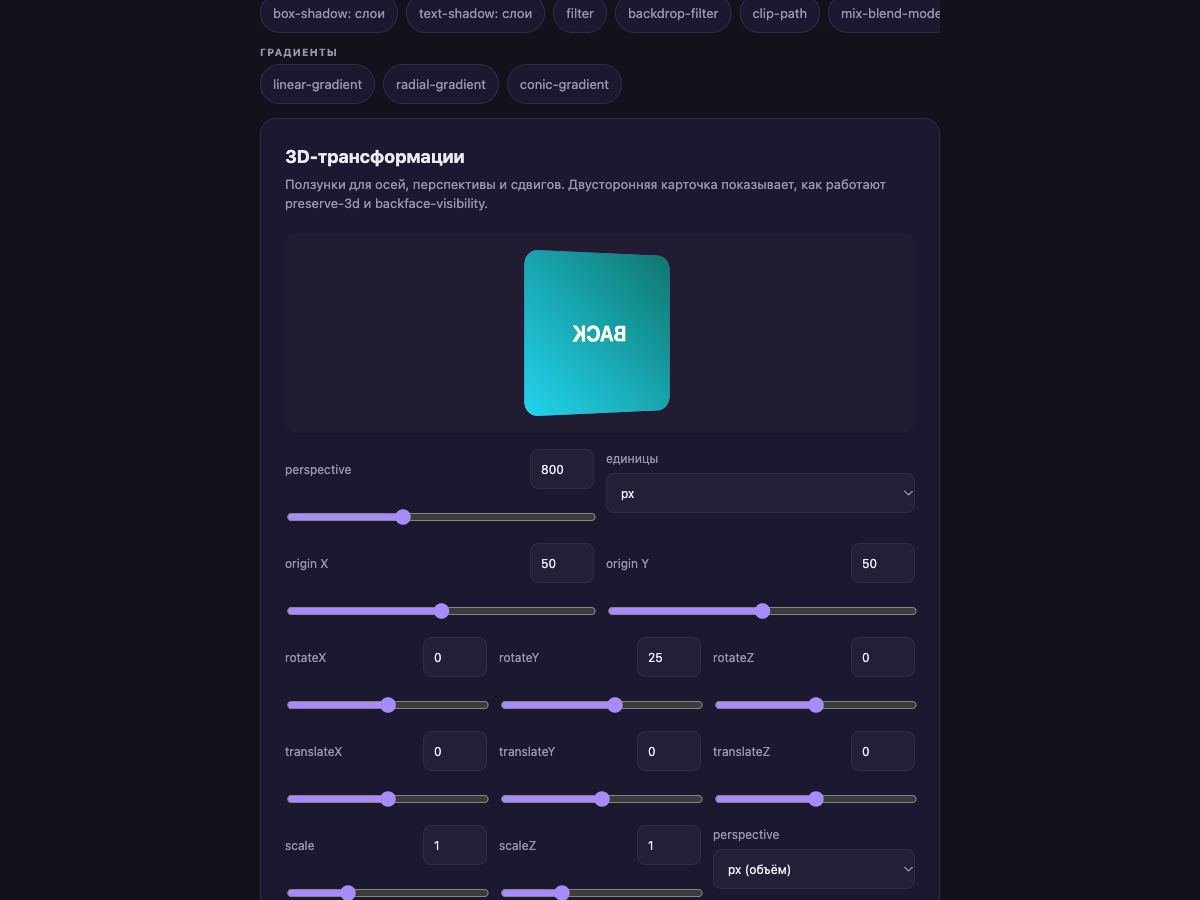 box-shadow: слои text-shadow: слои filter backdrop-filter clip-path mix-blend-mode
ГРАДИЕНТЫ
linear-gradient radial-gradient conic-gradient
3D-трансформации
Ползунки для осей, перспективы и сдвигов. Двусторонняя карточка показывает, как работают
preserve-3d и backface-visibility.
BACK
perspective 800 единицы
px
origin X 50 origin Y 50
rotateX 0 rotateY 25 rotateZ 0
translateX 0 translateY 0 translateZ 0
scale 1 scaleZ 1 perspective
px (объём)